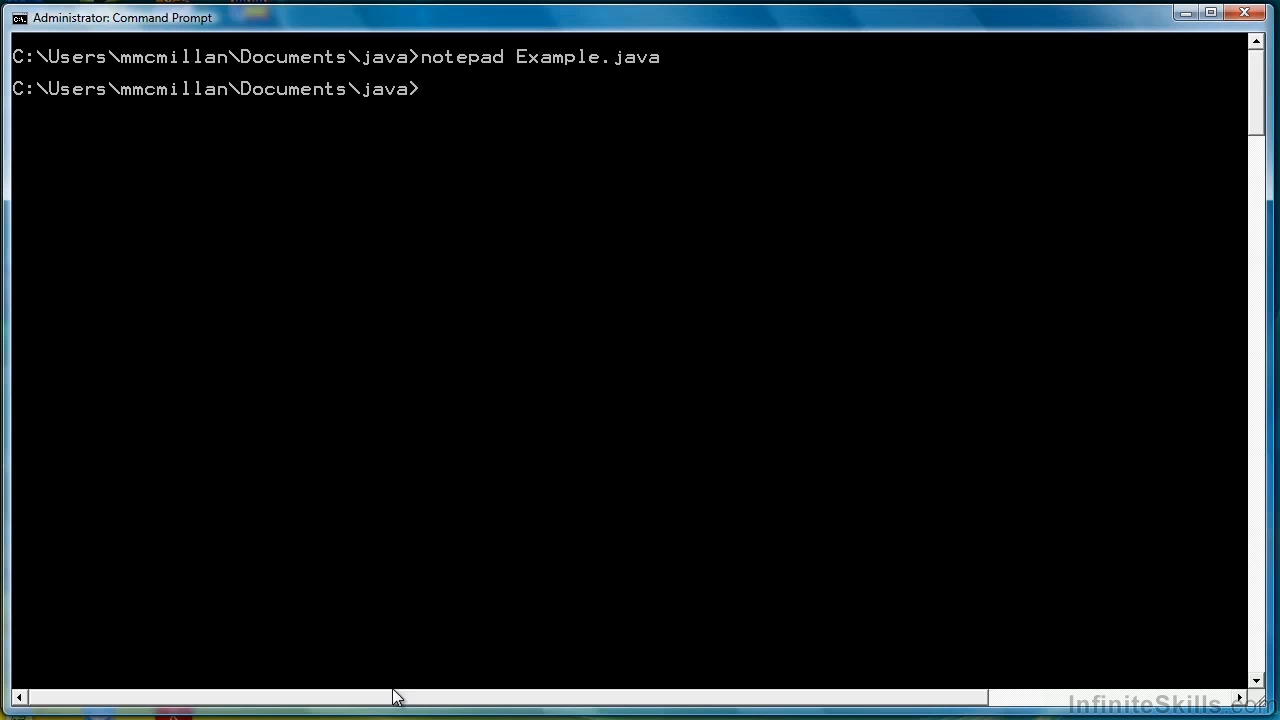 Administrator: Command Prompt
C:\Users\mmcmillan\Documents\java>notepad Example.java
C:\Users\mmcmillan\Documents\java>
InfiniteSkills.com